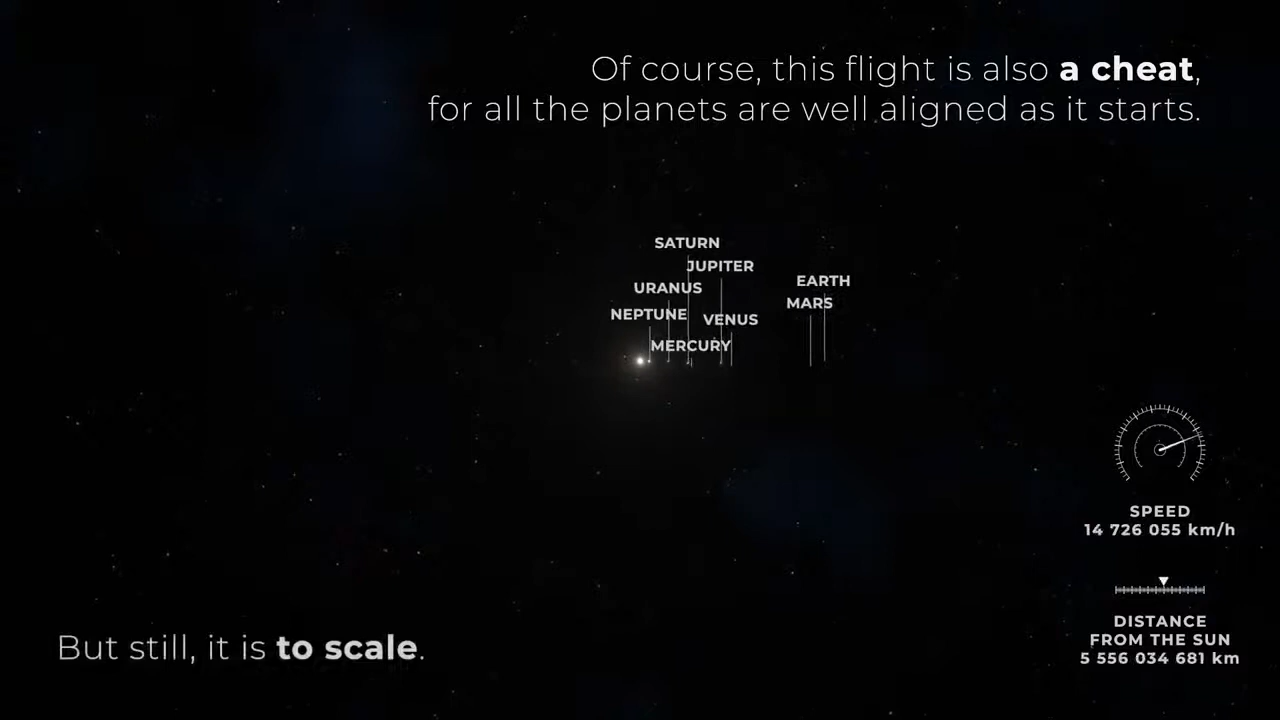 Of course, this flight is also a cheat,
for all the planets are well aligned as it starts.
SATURN
JUPITER
EARTH
URANUS
MARS
NEPTUNE
VENUS
MERCURY
SPEED
14 726 055 km/h
DISTANCE
FROM THE SUN
5 556 034 681 km
But still, it is to scale.